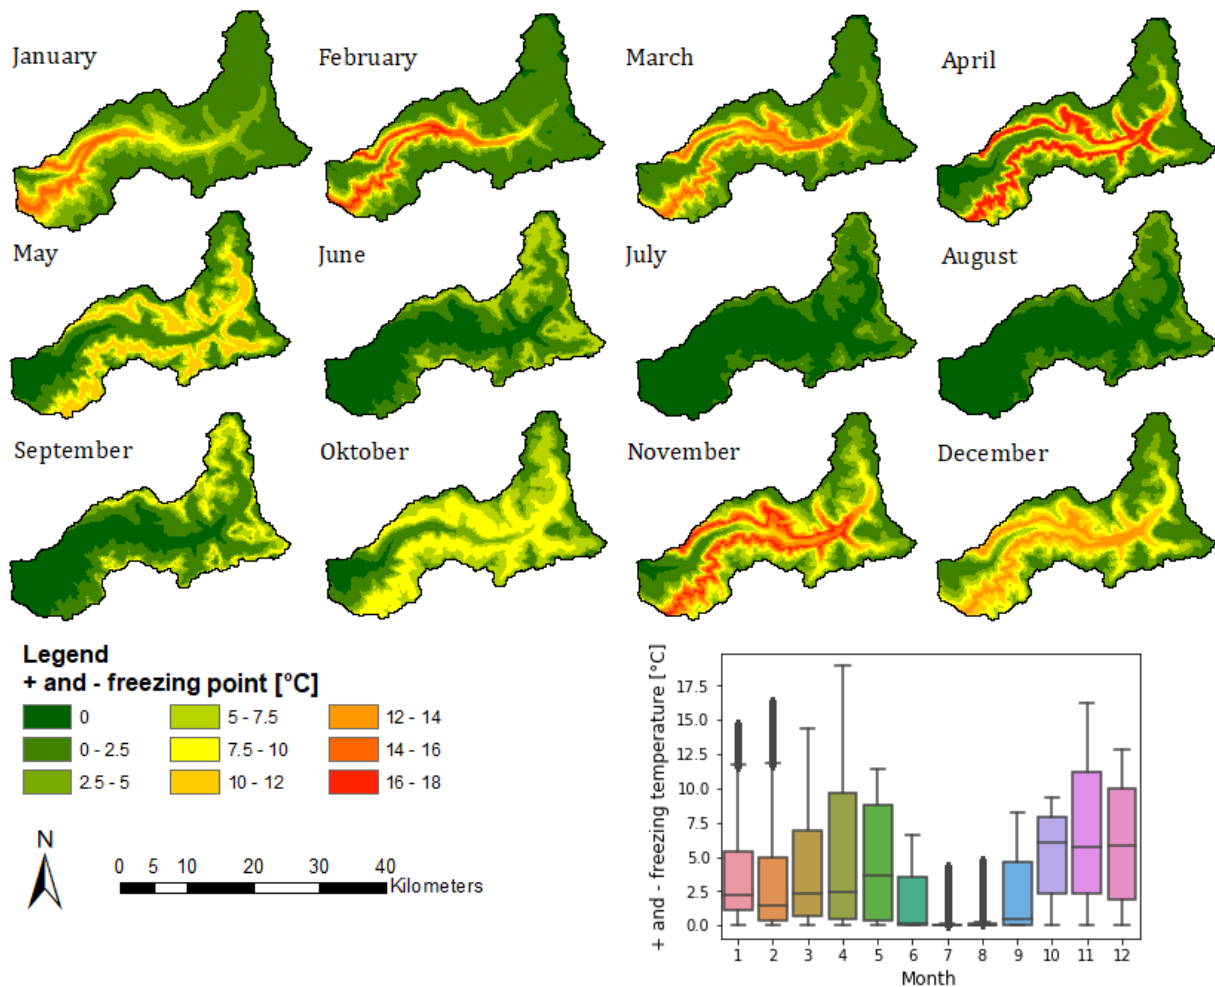 January
February
March
April
May
June
July
August
September
Oktober
November
December
Legend
+ and - freezing point [°C]
0
5 - 7.5
12 - 14
0 - 2.5
7.5 - 10
14 - 16
2.5 - 5
10 - 12
16 - 18
N
0 5 10 20 30 40
Kilometers
+ and - freezing temperature [°C]
17.5
15.0
12.5
10.0
7.5
5.0
2.5
0.0
1 2 3 4 5 6 7 8 9 10 11 12
Month